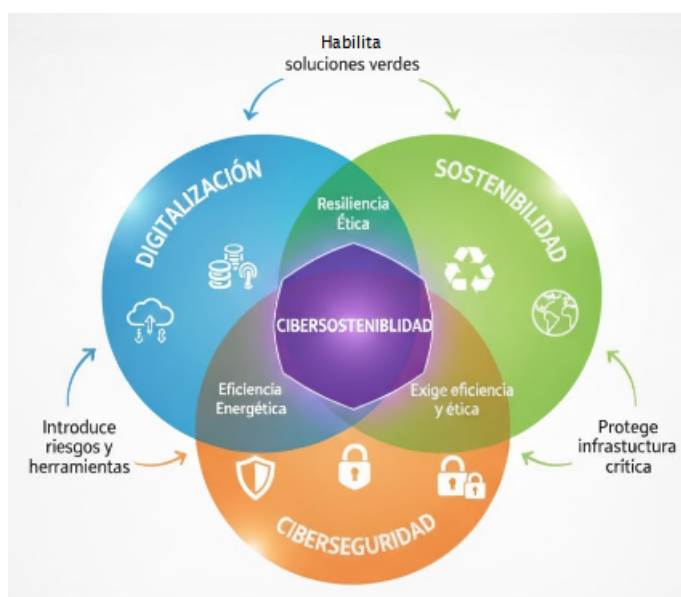 Habilita
soluciones verdes
DIGITALIZACIÓN
SOSTENIBILIDAD
Resiliencia
Ética
CIBERSOSTENIBLIDAD
Eficiencia
Energética
Exige eficiencia
y ética
Introduce
riesgos y
herramientas
Protege
infrastuctura
crítica
CIBERSEGURIDAD